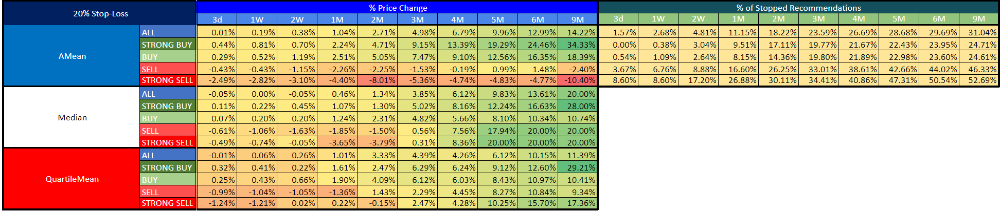 20% Stop-Loss % Price Change % of Stopped Recommendations
3d 1W 2W 1M 2M 3M 4M 5M 6M 9M 3d 1W 2W 1M 2M 3M 4M 5M 6M 9M
AMean
ALL 0.01% 0.19% 0.38% 1.04% 2.71% 4.98% 6.79% 9.96% 12.99% 14.22% 1.57% 2.68% 4.81% 11.15% 18.22% 23.59% 26.69% 28.68% 29.69% 31.04%
STRONG BUY 0.44% 0.81% 0.70% 2.24% 4.71% 9.15% 13.39% 19.29% 24.46% 34.33% 0.00% 0.38% 3.04% 9.51% 17.11% 19.77% 21.67% 22.43% 23.95% 24.71%
BUY 0.29% 0.52% 1.19% 2.51% 5.05% 7.47% 9.10% 12.56% 16.35% 18.39% 0.54% 1.09% 2.64% 8.15% 14.36% 19.80% 21.89% 22.98% 23.60% 24.61%
SELL -0.43% -0.43% -1.15% -2.26% -2.25% -1.53% -0.19% 0.99% 1.48% -2.40% 3.67% 6.76% 8.88% 16.60% 26.25% 33.01% 38.61% 42.66% 44.02% 46.33%
STRONG SELL -2.49% -2.82% -3.10% -4.40% -8.01% -5.36% -4.74% -4.83% -4.77% -10.40% 8.60% 8.60% 17.20% 26.88% 30.11% 34.41% 40.86% 47.31% 50.54% 52.69%
Median
ALL -0.05% 0.00% -0.05% 0.46% 1.34% 3.85% 6.12% 9.83% 13.61% 20.00%
STRONG BUY 0.11% 0.22% 0.45% 1.07% 1.30% 5.02% 8.16% 12.24% 16.63% 28.00%
BUY 0.07% 0.20% 0.20% 1.24% 2.31% 4.82% 5.66% 8.10% 10.34% 10.74%
SELL -0.61% -1.06% -1.63% -1.85% -1.50% 0.56% 7.56% 17.94% 20.00% 20.00%
STRONG SELL -0.49% -0.74% -0.05% -3.65% -3.79% 0.31% 8.36% 20.00% 20.00% 20.00%
QuartileMean
ALL -0.01% 0.06% 0.26% 1.01% 3.33% 4.39% 4.26% 6.12% 10.15% 11.39%
STRONG BUY 0.32% 0.41% 0.22% 1.61% 2.47% 6.29% 6.24% 9.12% 12.60% 29.21%
BUY 0.25% 0.43% 0.66% 1.90% 4.09% 6.12% 6.03% 8.43% 10.97% 10.41%
SELL -0.99% -1.04% -1.05% -1.36% 1.43% 2.29% 4.45% 8.27% 10.84% 9.34%
STRONG SELL -1.24% -1.21% 0.02% 0.22% -0.15% 2.47% 4.28% 10.25% 15.70% 17.36%